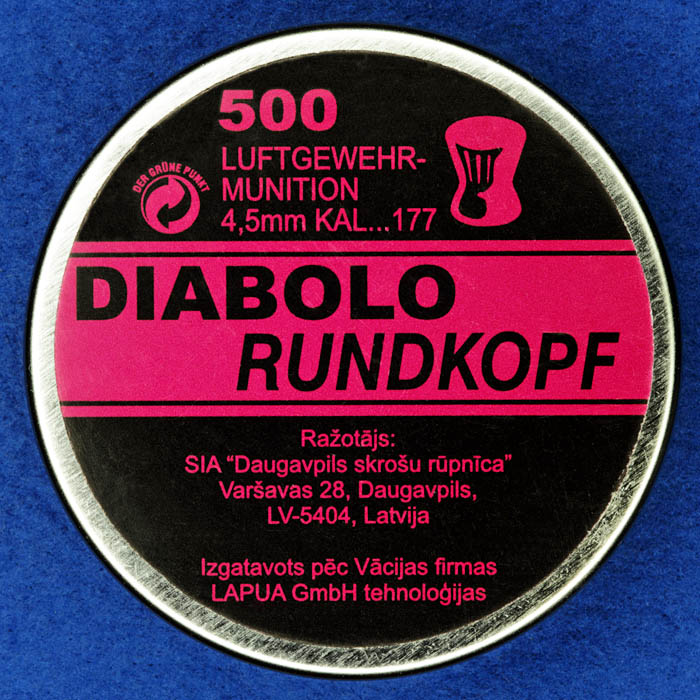 500
LUFTGEWEHR-
MUNITION
4,5mm KAL...177
DER GRÜNE PUNKT
DIABOLO
RUNDKOPF
Ražotājs:
SIA “Daugavpils skrošu rūpnīca”
Varšavas 28, Daugavpils,
LV-5404, Latvija
Izgatavots pēc Vācijas firmas
LAPUA GmbH tehnoloģijas